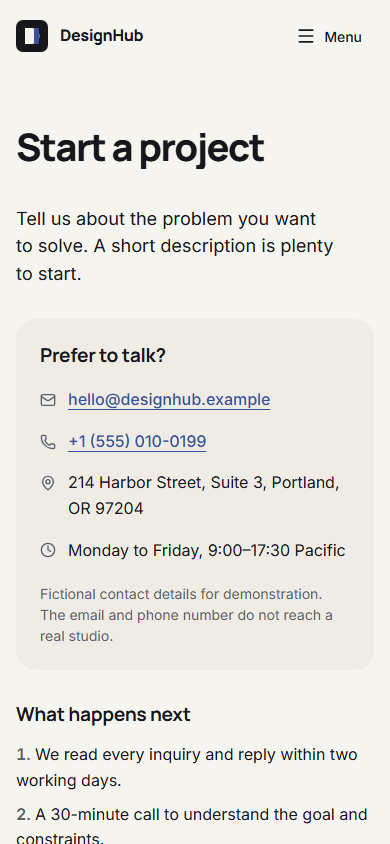 DesignHub
Menu
Start a project
Tell us about the problem you want
to solve. A short description is plenty
to start.
Prefer to talk?
hello@designhub.example
+1 (555) 010-0199
214 Harbor Street, Suite 3, Portland,
OR 97204
Monday to Friday, 9:00–17:30 Pacific
Fictional contact details for demonstration.
The email and phone number do not reach a
real studio.
What happens next
1. We read every inquiry and reply within two
working days.
2. A 30-minute call to understand the goal and
constraints.